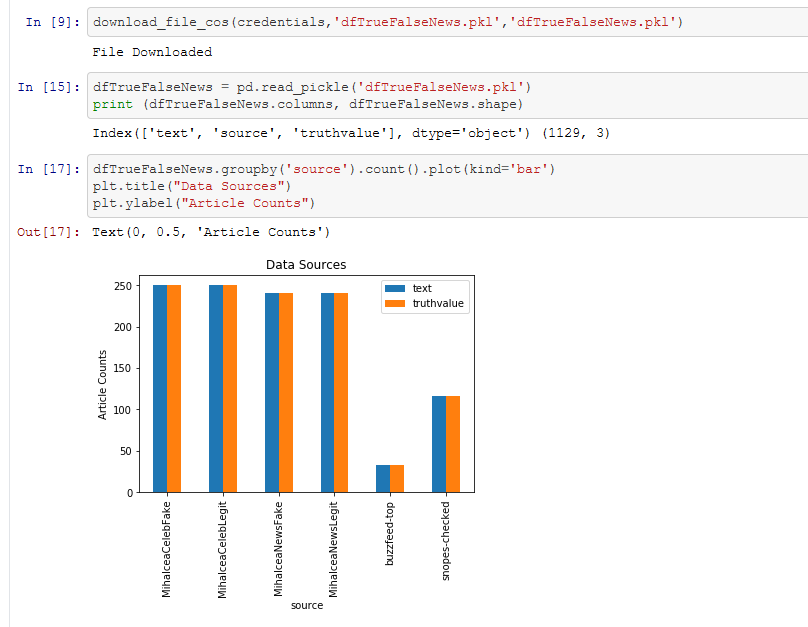 In [9]: download_file_cos(credentials,'dfTrueFalseNews.pkl','dfTrueFalseNews.pkl')
File Downloaded
In [15]: dfTrueFalseNews = pd.read_pickle('dfTrueFalseNews.pkl')
print (dfTrueFalseNews.columns, dfTrueFalseNews.shape)
Index(['text', 'source', 'truthvalue'], dtype='object') (1129, 3)
In [17]: dfTrueFalseNews.groupby('source').count().plot(kind='bar')
plt.title("Data Sources")
plt.ylabel("Article Counts")
Out[17]: Text(0, 0.5, 'Article Counts')
Data Sources
text
truthvalue
Article Counts
250
200
150
100
50
0
MihalceaCelebFake
MihalceaCelebLegit
MihalceaNewsFake
MihalceaNewsLegit
buzzfeed-top
snopes-checked
source